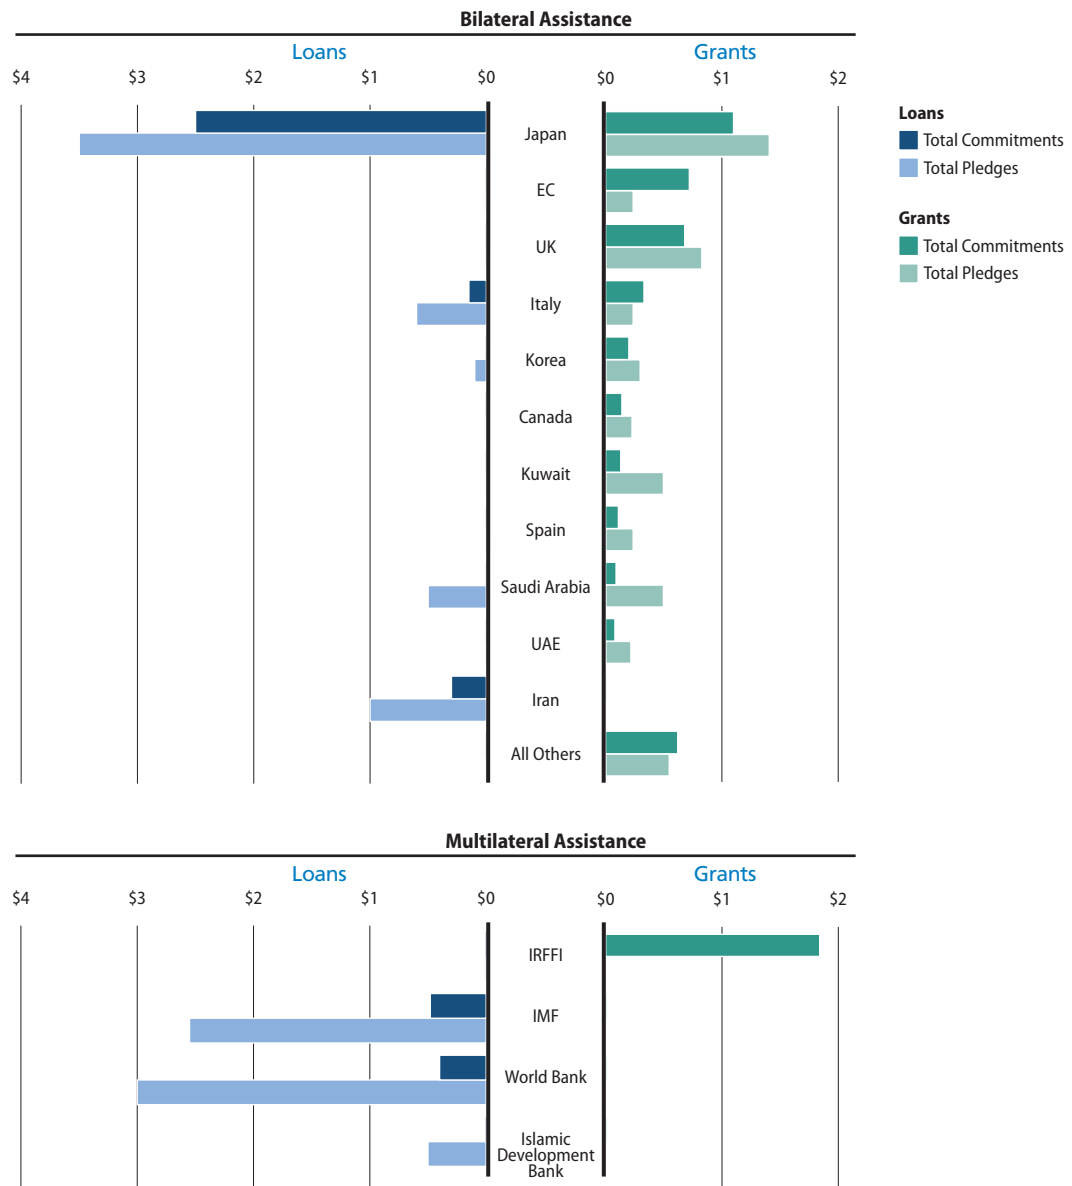 Bilateral Assistance
Loans Grants
$4 $3 $2 $1 $0 $0 $1 $2
Japan
EC
UK
Italy
Korea
Canada
Kuwait
Spain
Saudi Arabia
UAE
Iran
All Others
Loans
Total Commitments
Total Pledges
Grants
Total Commitments
Total Pledges
Multilateral Assistance
Loans Grants
$4 $3 $2 $1 $0 $0 $1 $2
IRFFI
IMF
World Bank
Islamic
Development
Bank